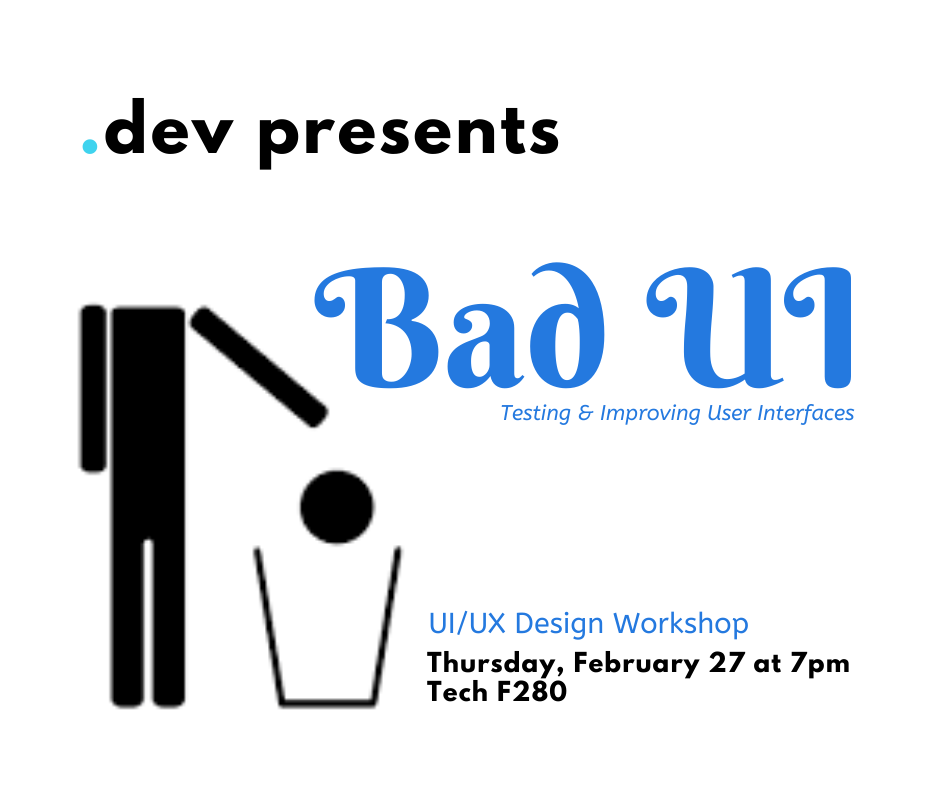 .dev presents
Bad UI
Testing & Improving User Interfaces
UI/UX Design Workshop
Thursday, February 27 at 7pm
Tech F280